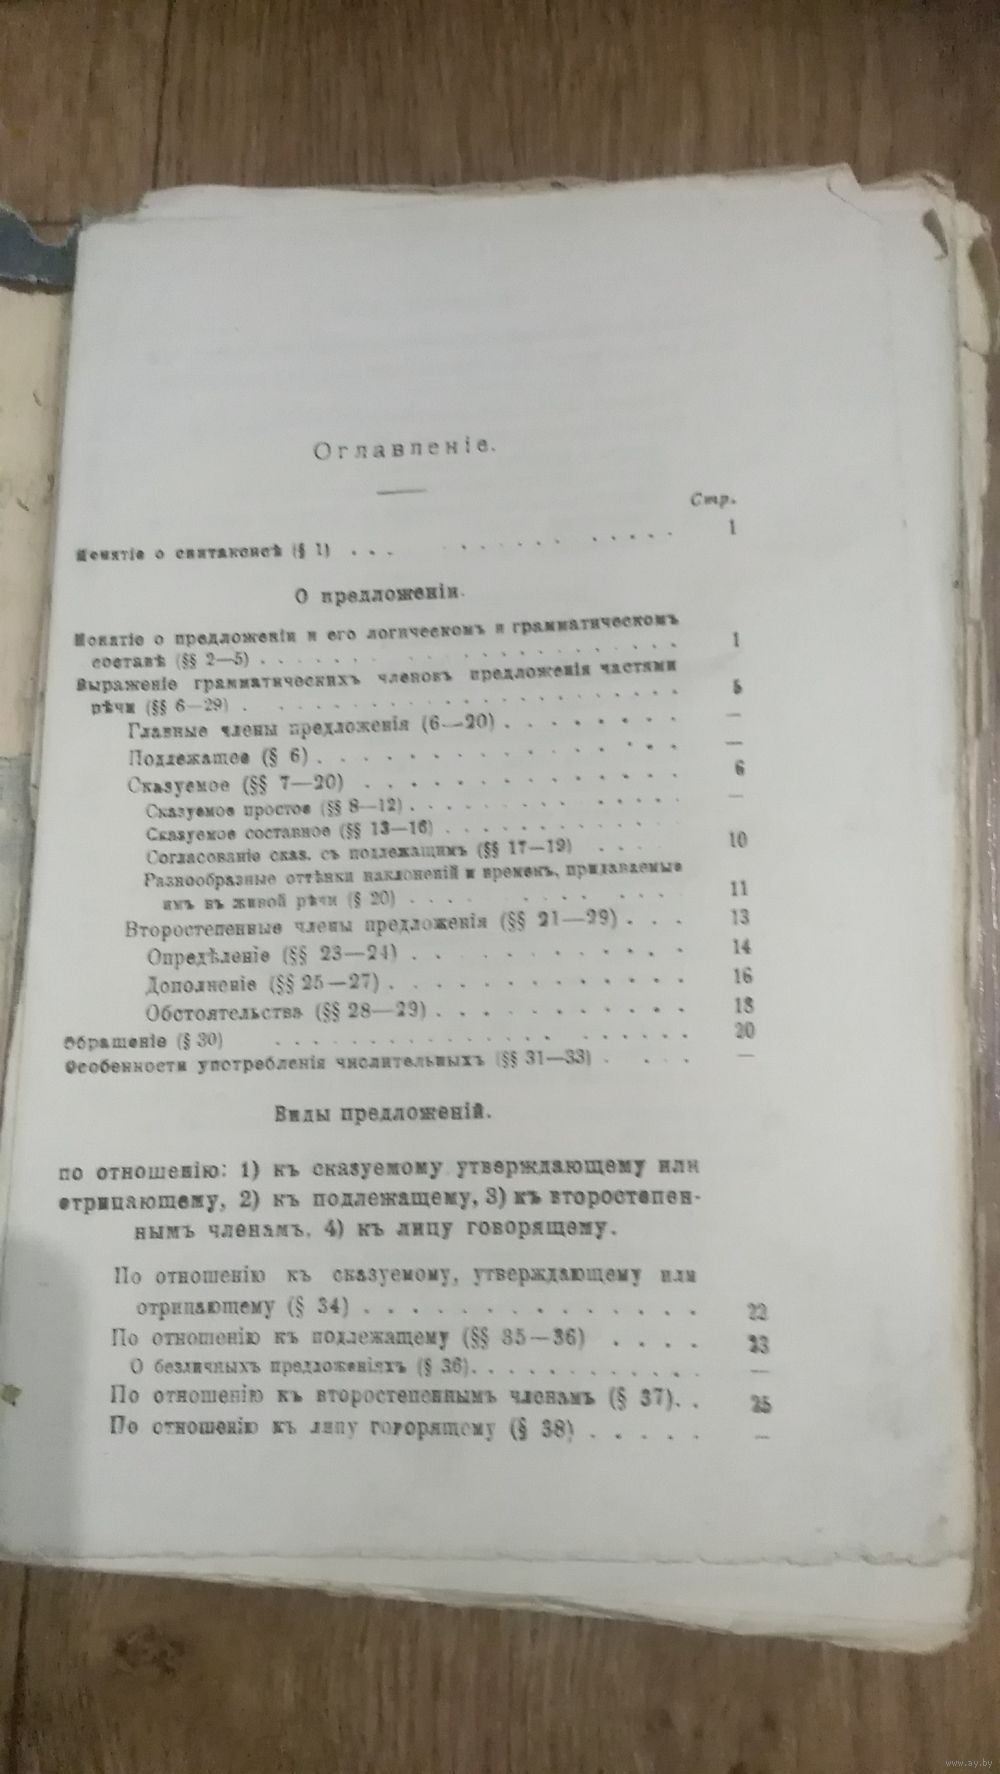 Оглавленіе.
Стр.
Понятіе о синтаксисѣ (§ 1) . . . . . . . . . . . . . . 1
О предложеніи.
Понятіе о предложеніи и его логическомъ и грамматическомъ
составѣ (§§ 2—5) . . . . . . . . . . . . . . . . . . 1
Выраженіе грамматическихъ членовъ предложенія частями
рѣчи (§§ 6—29) . . . . . . . . . . . . . . . . . . 5
Главные члены предложенія (6—20) . . . . . . . —
Подлежащее (§ 6) . . . . . . . . . . . . . . —
Сказуемое (§§ 7—20) . . . . . . . . . . . . 6
Сказуемое простое (§§ 8—12) . . . . . . . . . . . —
Сказуемое составное (§§ 13—16) . . . . . . . . .
Согласованіе сказ. съ подлежащимъ (§§ 17—19) . . . . 10
Разнообразные оттѣнки наклоненій и временъ, придаваемые
имъ въ живой рѣчи (§ 20) . . . . . . . . . . . 11
Второстепенные члены предложенія (§§ 21—29) . . . 13
Опредѣленіе (§§ 23—24) . . . . . . . . . . . 14
Дополненіе (§§ 25—27) . . . . . . . . . . . . 16
Обстоятельства (§§ 28—29) . . . . . . . . . . 18
Обращеніе (§ 30) . . . . . . . . . . . . . . . . . 20
Особенности употребленія числительныхъ (§§ 31—33) . . . . —
Виды предложеній.
по отношенію: 1) къ сказуемому утверждающему или
отрицающему, 2) къ подлежащему, 3) къ второстепен-
нымъ членамъ, 4) къ лицу говорящему.
По отношенію къ сказуемому, утверждающему или
отрицающему (§ 34) . . . . . . . . . . . . . . 22
По отношенію къ подлежащему (§§ 35—36) . . . . 23
О безличныхъ предложеніяхъ (§ 36) . . . . . . . . . . —
По отношенію къ второстепеннымъ членамъ (§ 37) . . 25
По отношенію къ лицу говорящему (§ 38) . . . . . —
www.ay.by